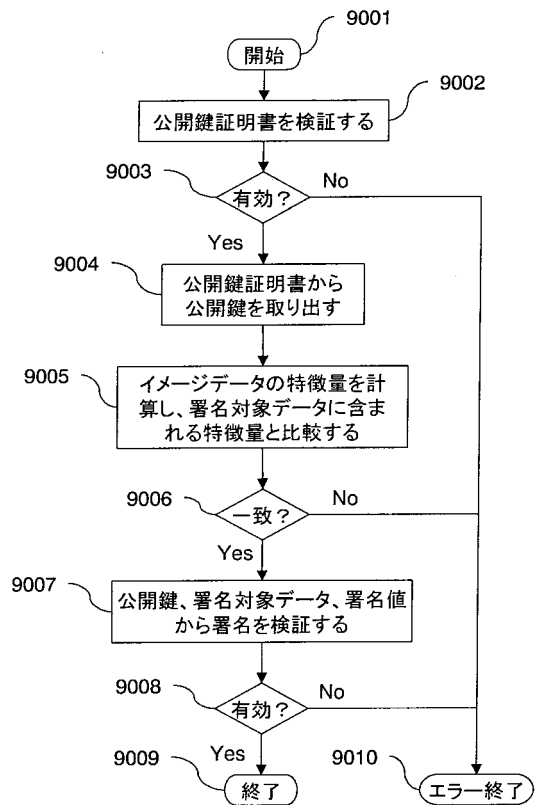 9001
開始
9002
公開鍵証明書を検証する
9003
有効？
No
Yes
9004
公開鍵証明書から
公開鍵を取り出す
9005
イメージデータの特徴量を計
算し、署名対象データに含ま
れる特徴量と比較する
9006
一致？
No
Yes
9007
公開鍵、署名対象データ、署名値
から署名を検証する
9008
有効？
No
Yes
9009
終了
9010
エラー終了